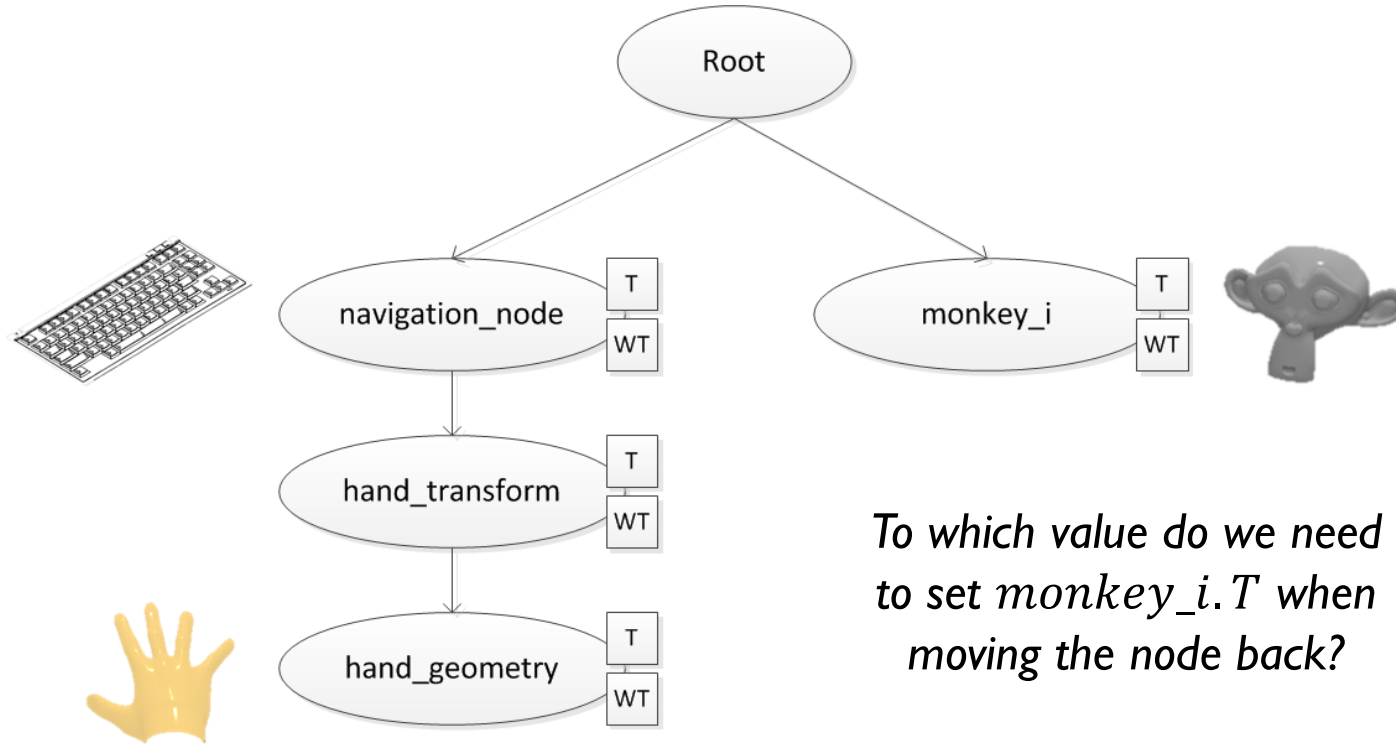 Root
navigation_node
T
WT
monkey_i
T
WT
hand_transform
T
WT
hand_geometry
T
WT
To which value do we need
to set monkey_i.T when
moving the node back?